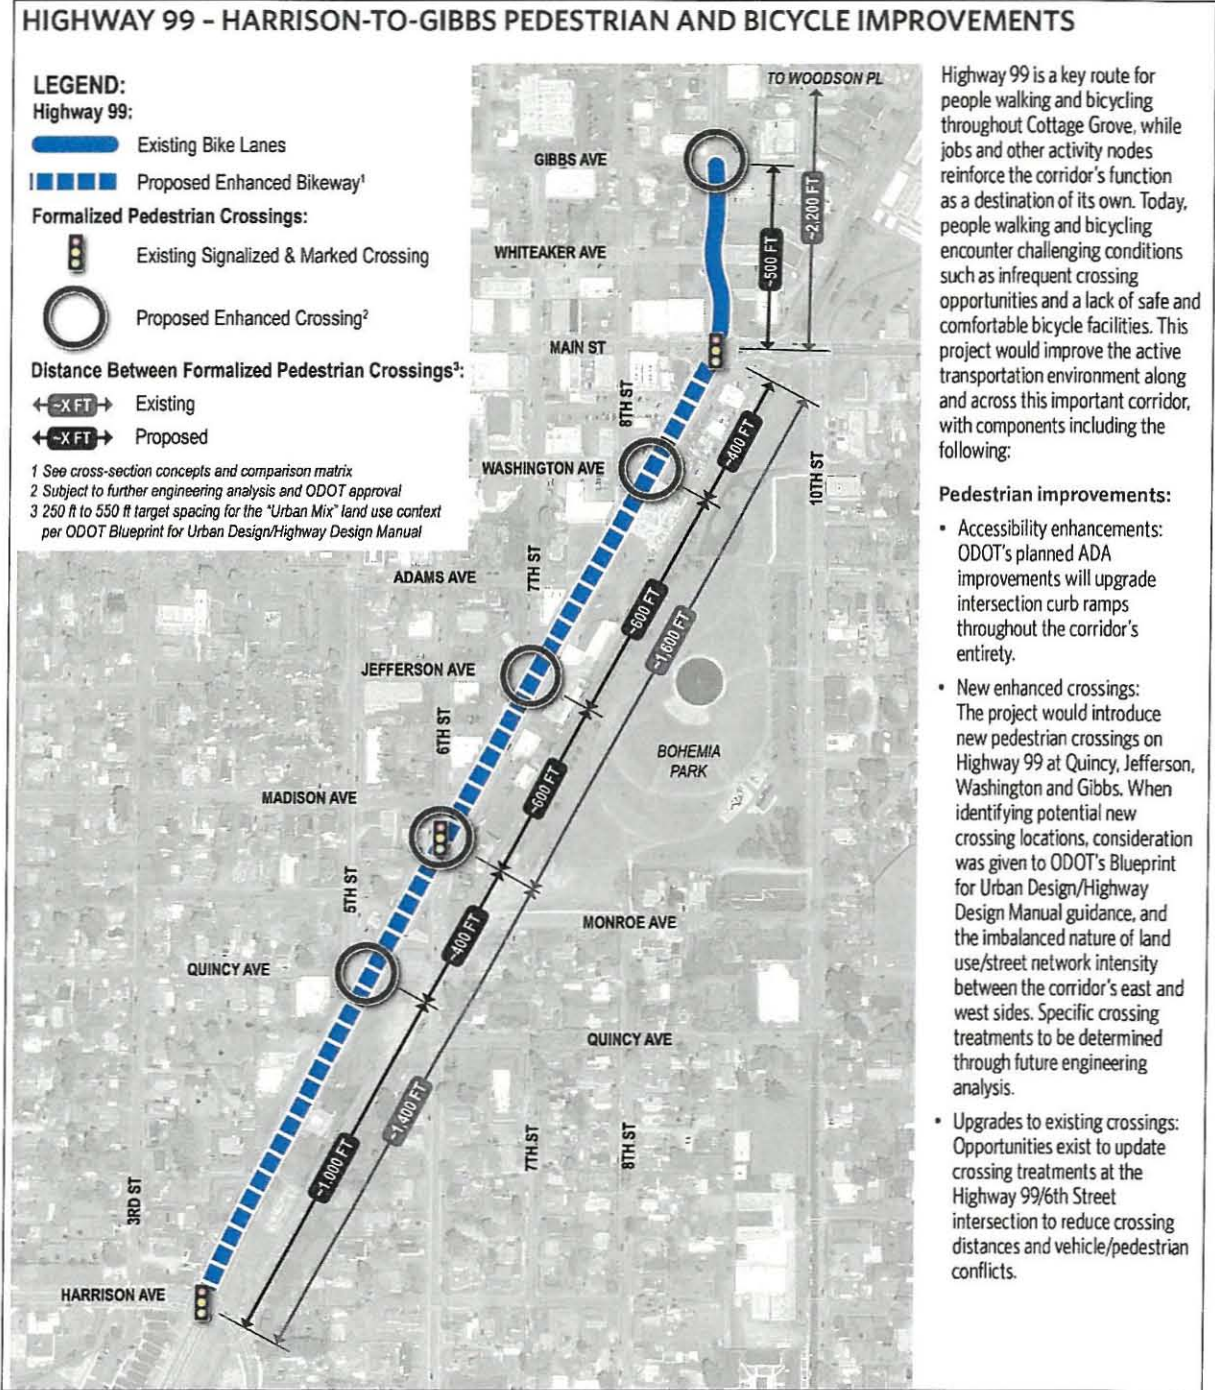 HIGHWAY 99 – HARRISON-TO-GIBBS PEDESTRIAN AND BICYCLE IMPROVEMENTS
LEGEND:
Highway 99:
Existing Bike Lanes
Proposed Enhanced Bikeway¹
Formalized Pedestrian Crossings:
Existing Signalized & Marked Crossing
Proposed Enhanced Crossing²
Distance Between Formalized Pedestrian Crossings³:
~X FT Existing
~X FT Proposed
1 See cross-section concepts and comparison matrix
2 Subject to further engineering analysis and ODOT approval
3 250 ft to 550 ft target spacing for the "Urban Mix" land use context
per ODOT Blueprint for Urban Design/Highway Design Manual
TO WOODSON PL
GIBBS AVE
~2,200 FT
WHITEAKER AVE
~500 FT
MAIN ST
8TH ST
~400 FT
WASHINGTON AVE
10TH ST
7TH ST
ADAMS AVE
~600 FT
~1,600 FT
JEFFERSON AVE
6TH ST
BOHEMIA
PARK
MADISON AVE
~600 FT
5TH ST
MONROE AVE
~400 FT
QUINCY AVE
QUINCY AVE
~1,400 FT
7TH ST
8TH ST
~1,000 FT
3RD ST
HARRISON AVE
Highway 99 is a key route for
people walking and bicycling
throughout Cottage Grove, while
jobs and other activity nodes
reinforce the corridor's function
as a destination of its own. Today,
people walking and bicycling
encounter challenging conditions
such as infrequent crossing
opportunities and a lack of safe and
comfortable bicycle facilities. This
project would improve the active
transportation environment along
and across this important corridor,
with components including the
following:
Pedestrian improvements:
• Accessibility enhancements:
ODOT's planned ADA
improvements will upgrade
intersection curb ramps
throughout the corridor's
entirety.
• New enhanced crossings:
The project would introduce
new pedestrian crossings on
Highway 99 at Quincy, Jefferson,
Washington and Gibbs. When
identifying potential new
crossing locations, consideration
was given to ODOT's Blueprint
for Urban Design/Highway
Design Manual guidance, and
the imbalanced nature of land
use/street network intensity
between the corridor's east and
west sides. Specific crossing
treatments to be determined
through future engineering
analysis.
• Upgrades to existing crossings:
Opportunities exist to update
crossing treatments at the
Highway 99/6th Street
intersection to reduce crossing
distances and vehicle/pedestrian
conflicts.